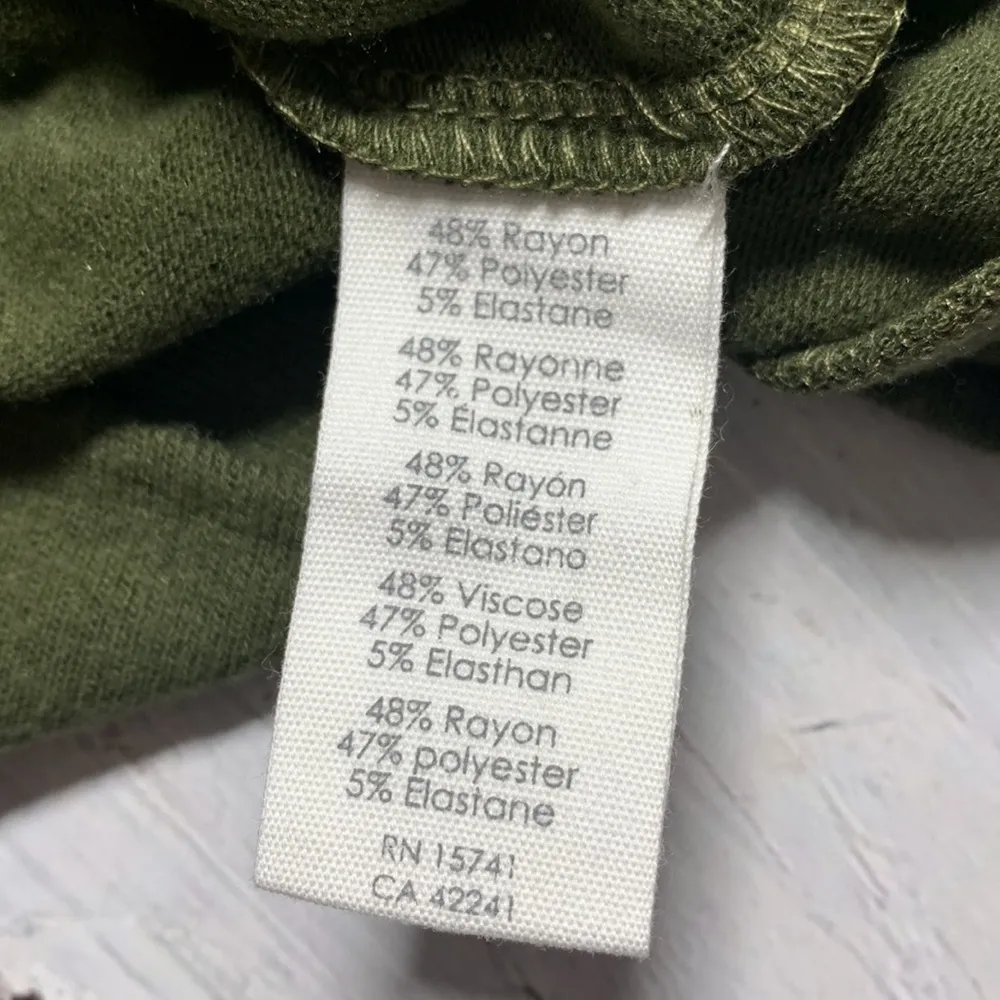 48% Rayon
47% Polyester
5% Elastane
48% Rayonne
47% Polyester
5% Élastanne
48% Rayón
47% Poliéster
5% Elastano
48% Viscose
47% Polyester
5% Elasthan
48% Rayon
47% polyester
5% Elastane
RN 15741
CA 42241